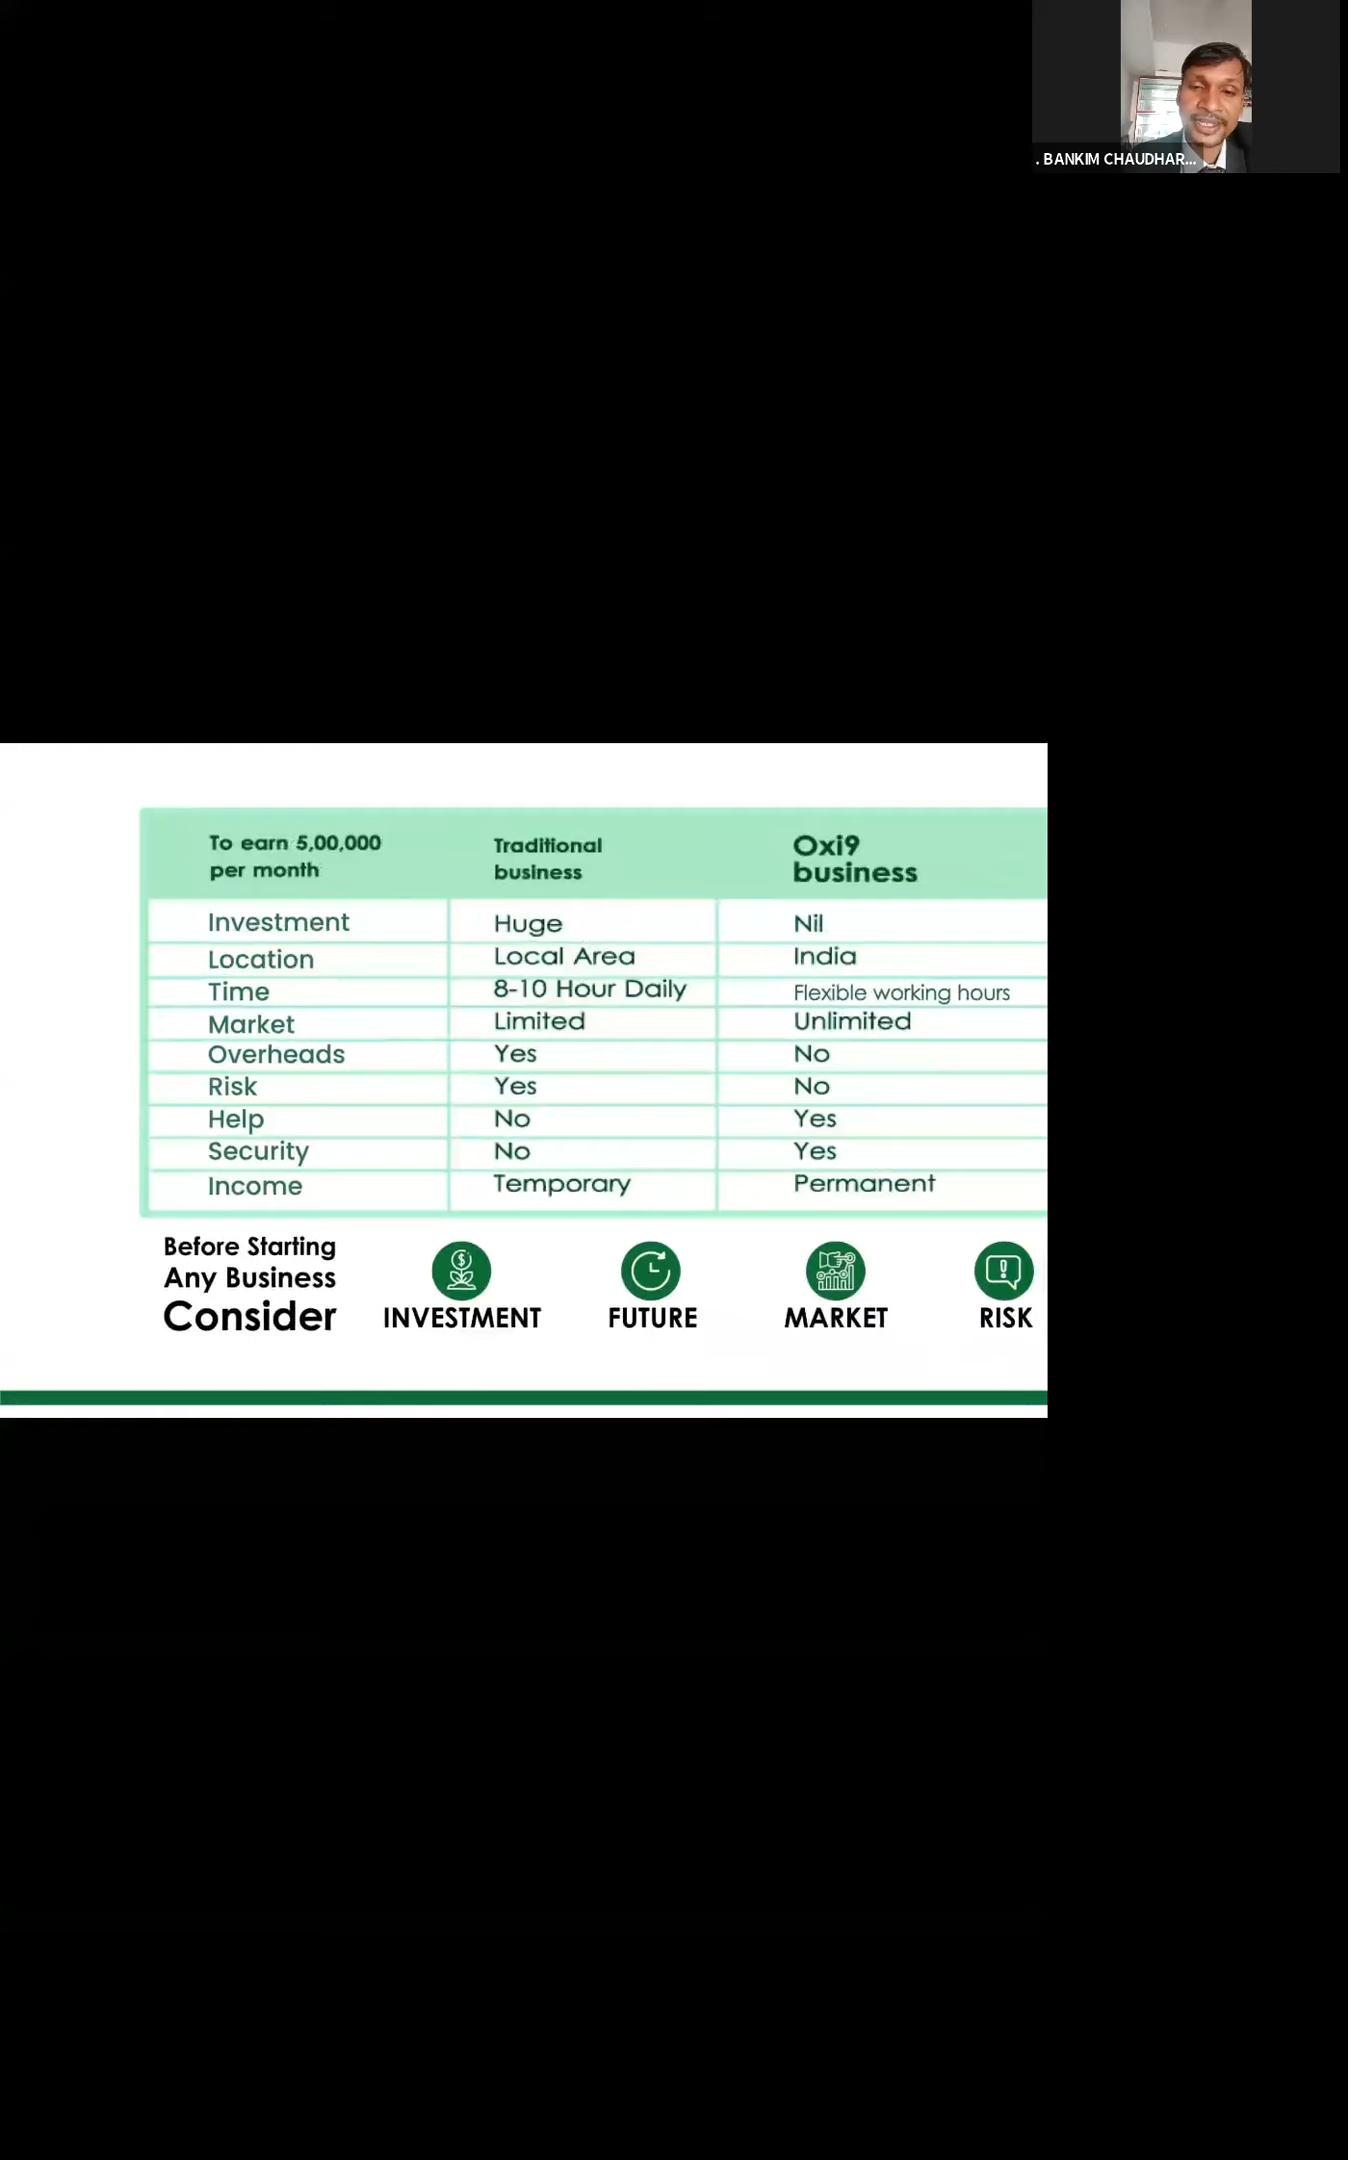 . BANKIM CHAUDHAR...
To earn 5,00,000
per month
Traditional
business
Oxi9
business
Investment Huge Nil
Location Local Area India
Time 8-10 Hour Daily Flexible working hours
Market Limited Unlimited
Overheads Yes No
Risk Yes No
Help No Yes
Security No Yes
Income Temporary Permanent
Before Starting
Any Business
Consider
INVESTMENT FUTURE MARKET RISK